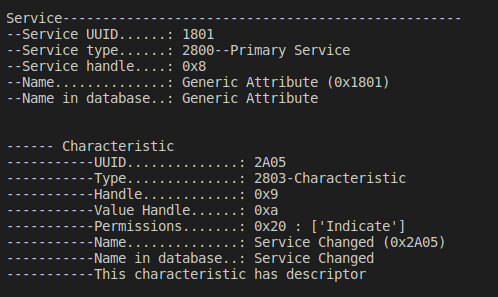 Service--------------------------------------------------
--Service UUID......: 1801
--Service type......: 2800--Primary Service
--Service handle....: 0x8
--Name..............: Generic Attribute (0x1801)
--Name in database..: Generic Attribute
------ Characteristic
-----------UUID..............: 2A05
-----------Type..............: 2803-Characteristic
-----------Handle............: 0x9
-----------Value Handle......: 0xa
-----------Permissions.......: 0x20 : ['Indicate']
-----------Name..............: Service Changed (0x2A05)
-----------Name in database..: Service Changed
-----------This characteristic has descriptor